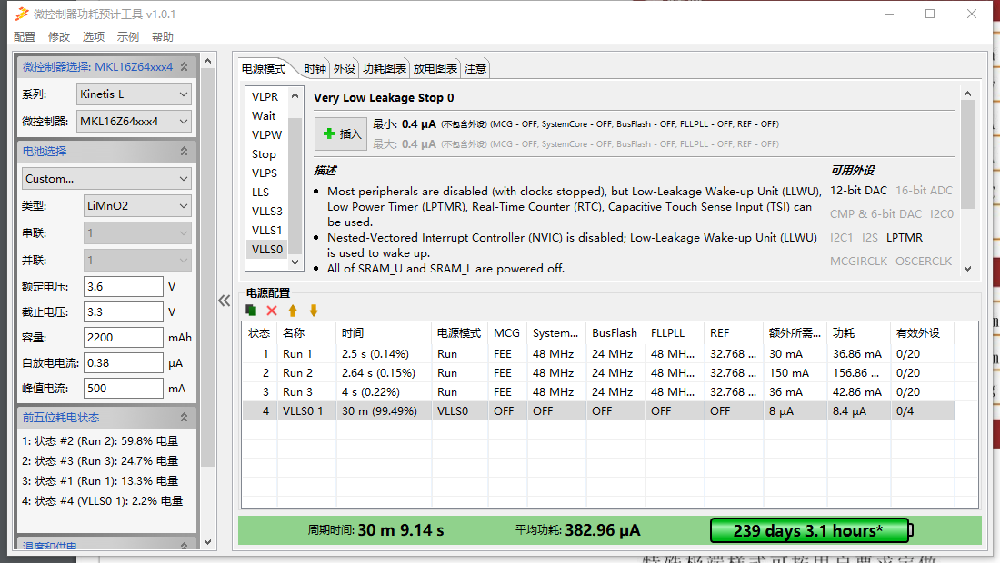 微控制器功耗预计工具 v1.0.1
配置 修改 选项 示例 帮助
微控制器选择: MKL16Z64xxx4
系列: Kinetis L
微控制器: MKL16Z64xxx4
电池选择
Custom...
类型: LiMnO2
串联: 1
并联: 1
额定电压: 3.6 V
截止电压: 3.3 V
容量: 2200 mAh
自放电电流: 0.38 µA
峰值电流: 500 mA
前五位耗电状态
1: 状态 #2 (Run 2): 59.8% 电量
2: 状态 #3 (Run 3): 24.7% 电量
3: 状态 #1 (Run 1): 13.3% 电量
4: 状态 #4 (VLLS0 1): 2.2% 电量
温度和供电
电源模式 时钟 外设 功耗图表 放电图表 注意
VLPR
Wait
VLPW
Stop
VLPS
LLS
VLLS3
VLLS1
VLLS0
Very Low Leakage Stop 0
插入
最小: 0.4 µA (不包含外设) (MCG - OFF, SystemCore - OFF, BusFlash - OFF, FLLPLL - OFF, REF - OFF)
最大: 0.4 µA (不包含外设) (MCG - OFF, SystemCore - OFF, BusFlash - OFF, FLLPLL - OFF, REF - OFF)
描述
• Most peripherals are disabled (with clocks stopped), but Low-Leakage Wake-up Unit (LLWU),
Low Power Timer (LPTMR), Real-Time Counter (RTC), Capacitive Touch Sense Input (TSI) can
be used.
• Nested-Vectored Interrupt Controller (NVIC) is disabled; Low-Leakage Wake-up Unit (LLWU)
is used to wake up.
• All of SRAM_U and SRAM_L are powered off.
可用外设
12-bit DAC 16-bit ADC
CMP & 6-bit DAC I2C0
I2C1 I2S LPTMR
MCGIRCLK OSCERCLK
电源配置
状态 名称 时间 电源模式 MCG System... BusFlash FLLPLL REF 额外所需... 功耗 有效外设
1 Run 1 2.5 s (0.14%) Run FEE 48 MHz 24 MHz 48 MH... 32.768 ... 30 mA 36.86 mA 0/20
2 Run 2 2.64 s (0.15%) Run FEE 48 MHz 24 MHz 48 MH... 32.768 ... 150 mA 156.86 ... 0/20
3 Run 3 4 s (0.22%) Run FEE 48 MHz 24 MHz 48 MH... 32.768 ... 36 mA 42.86 mA 0/20
4 VLLS0 1 30 m (99.49%) VLLS0 OFF OFF OFF OFF OFF 8 µA 8.4 µA 0/4
周期时间: 30 m 9.14 s 平均功耗: 382.96 µA 239 days 3.1 hours*